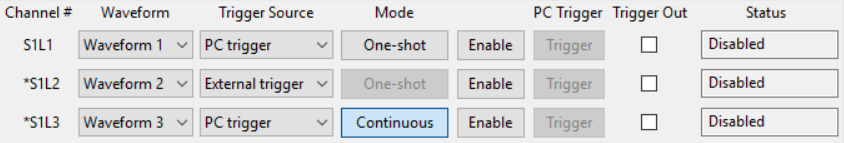 Channel # Waveform Trigger Source Mode PC Trigger Trigger Out Status
S1L1 Waveform 1 PC trigger One-shot Enable Trigger Disabled
*S1L2 Waveform 2 External trigger One-shot Enable Trigger Disabled
*S1L3 Waveform 3 PC trigger Continuous Enable Trigger Disabled